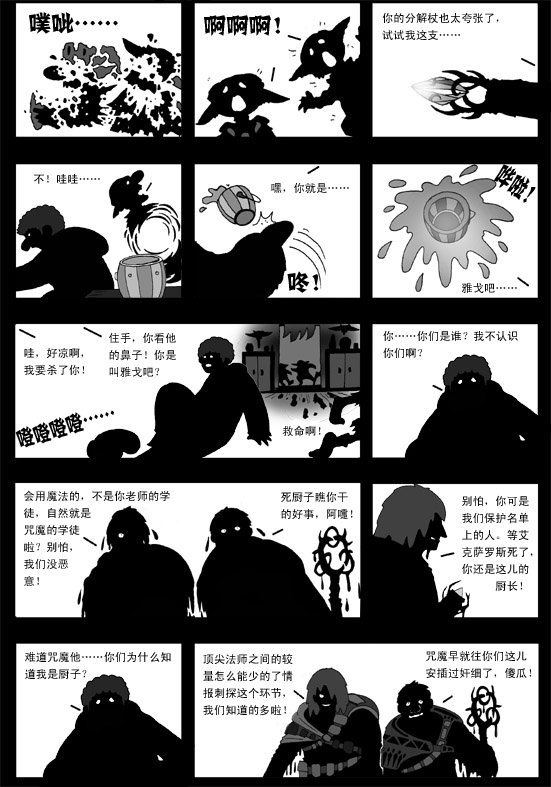 噗呲……
啊啊啊！
你的分解杖也太夸张了，
试试我这支……
不！哇哇……
嘿，你就是……
咚！
哗啦！
雅戈吧……
哇，好凉啊，
我要杀了你！
噔噔噔噔……
住手，你看他
的鼻子！你是
叫雅戈吧？
救命啊！
你……你们是谁？我不认识
你们啊？
会用魔法的，不是你老师的学
徒，自然就是
咒魔的学徒
啦？别怕，
我们没恶
意！
死厨子瞧你干
的好事，阿嚏！
别怕，你可是
我们保护名单
上的人。等艾
克萨罗斯死了，
你还是这儿的
厨长！
难道咒魔他……你们为什么知
道我是厨子？
顶尖法师之间的较
量怎么能少的了情
报刺探这个环节，
我们知道的多啦！
咒魔早就往你们这儿
安插过奸细了，傻瓜！